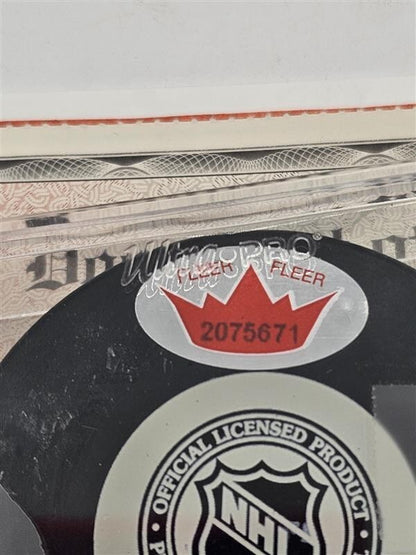 Ultra·PRO®
FLEER FLEER
2075671
• OFFICIAL LICENSED PRODUCT •
NHL